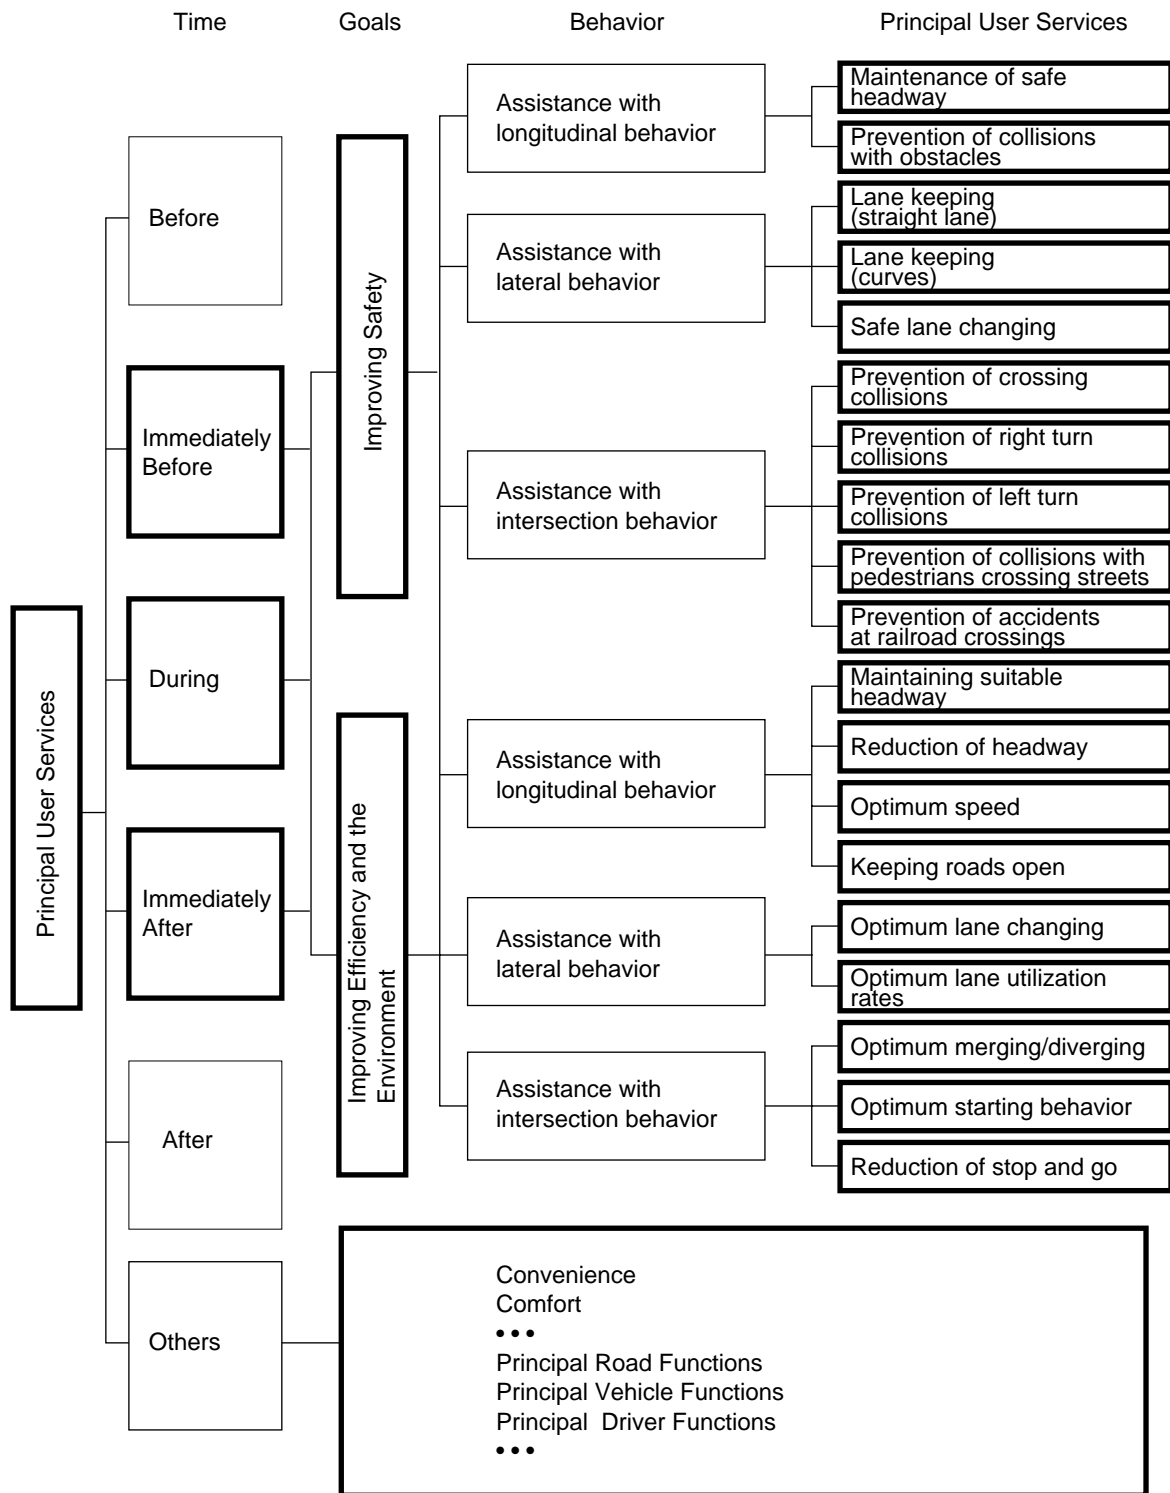 Time
Goals
Behavior
Principal User Services
Principal User Services
Before
Immediately
Before
During
Immediately
After
After
Others
Improving Safety
Improving Efficiency and the
Environment
Assistance with
longitudinal behavior
Maintenance of safe
headway
Prevention of collisions
with obstacles
Assistance with
lateral behavior
Lane keeping
(straight lane)
Lane keeping
(curves)
Safe lane changing
Assistance with
intersection behavior
Prevention of crossing
collisions
Prevention of right turn
collisions
Prevention of left turn
collisions
Prevention of collisions with
pedestrians crossing streets
Prevention of accidents
at railroad crossings
Assistance with
longitudinal behavior
Maintaining suitable
headway
Reduction of headway
Optimum speed
Keeping roads open
Assistance with
lateral behavior
Optimum lane changing
Optimum lane utilization
rates
Assistance with
intersection behavior
Optimum merging/diverging
Optimum starting behavior
Reduction of stop and go
Convenience
Comfort
•••
Principal Road Functions
Principal Vehicle Functions
Principal Driver Functions
•••